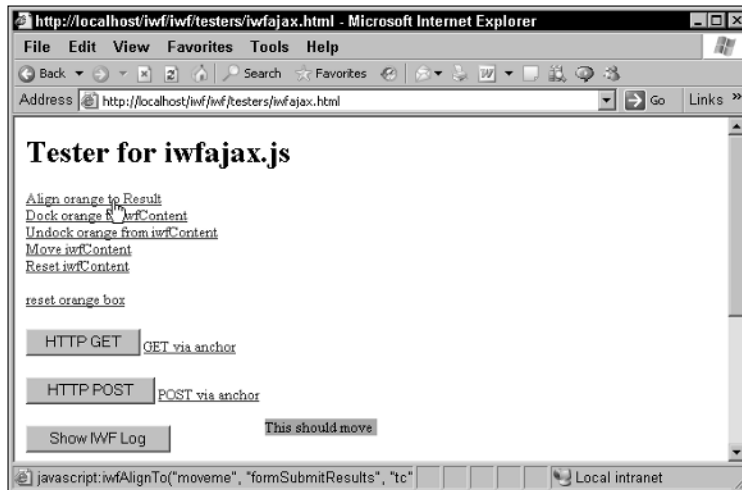 http://localhost/iwf/iwf/testers/iwfajax.html - Microsoft Internet Explorer
File Edit View Favorites Tools Help
Back Search Favorites
Address http://localhost/iwf/iwf/testers/iwfajax.html Go Links »
Tester for iwfajax.js
Align orange to Result
Dock orange iwfContent
Undock orange from iwfContent
Move iwfContent
Reset iwfContent
reset orange box
HTTP GET GET via anchor
HTTP POST POST via anchor
This should move
Show IWF Log
javascript:iwfAlignTo("moveme", "formSubmitResults", "tc" Local intranet